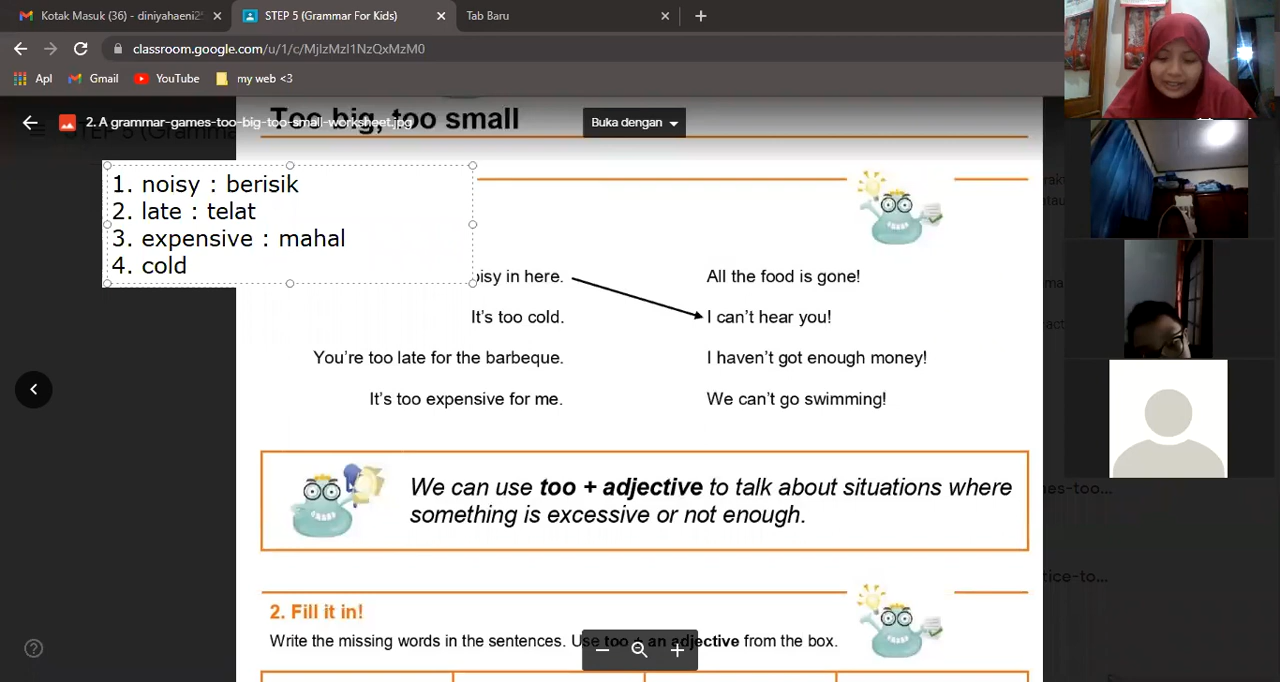 Kotak Masuk (36) - diniyahaeni2
STEP 5 (Grammar For Kids)
Tab Baru
classroom.google.com/u/1/c/MjIzMzI1NzQxMzM0
Apl
Gmail
YouTube
my web <3
2. A grammar-games-too-big-too-small-worksheet.jpg
Buka dengan
Too big, too small
1. noisy : berisik
2. late : telat
3. expensive : mahal
4. cold
oisy in here.
All the food is gone!
It's too cold.
I can't hear you!
You're too late for the barbeque.
I haven't got enough money!
It's too expensive for me.
We can't go swimming!
We can use too + adjective to talk about situations where
something is excessive or not enough.
2. Fill it in!
Write the missing words in the sentences. Use too + an adjective from the box.